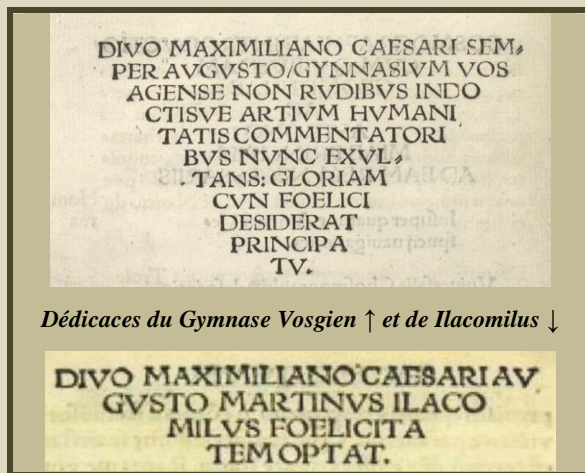 DIVO MAXIMILIANO CAESARI SEM⸗
PER AVGVSTO/GYNNASIVM VOS
AGENSE NON RVDIBVS INDO
CTISVE ARTIVM HVMANI
TATIS COMMENTATORI
BVS NVNC EXVL⸗
TANS: GLORIAM
CVN FOELICI
DESIDERAT
PRINCIPA
TV.
Dédicaces du Gymnase Vosgien ↑ et de Ilacomilus ↓
DIVO MAXIMILIANO CAESARI AV
GVSTO MARTINVS ILACO
MILVS FOELICITA
TEM OPTAT.